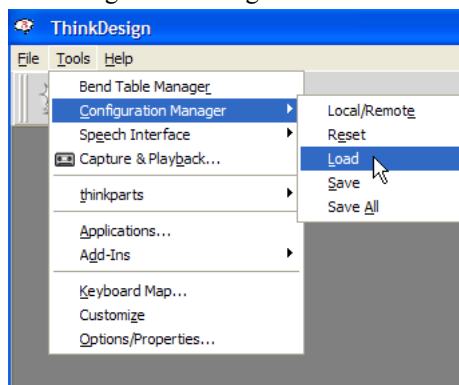 ThinkDesign
File Tools Help
Bend Table Manager
Configuration Manager
Speech Interface
Capture & Playback...
thinkparts
Applications...
Add-Ins
Keyboard Map...
Customize
Options/Properties...
Local/Remote
Reset
Load
Save
Save All